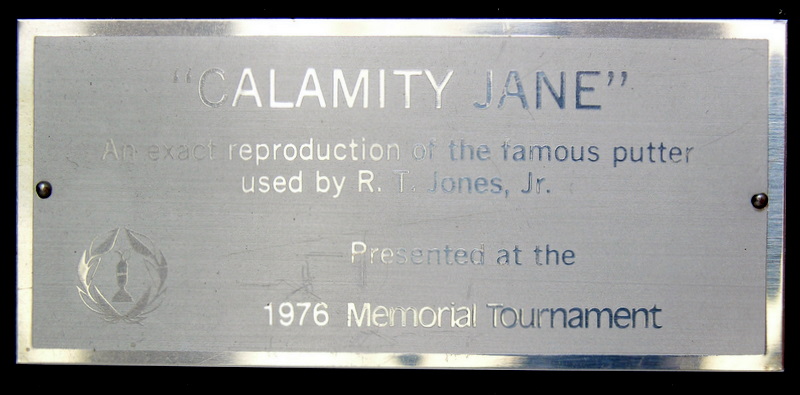 "CALAMITY JANE"
An exact reproduction of the famous putter
used by R. T. Jones, Jr.
Presented at the
1976 Memorial Tournament